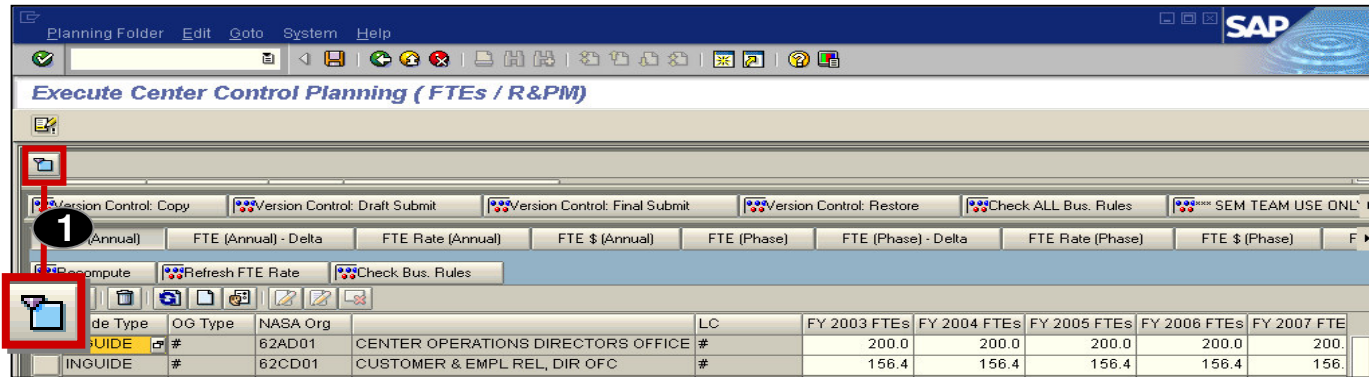 Planning Folder Edit Goto System Help
SAP
Execute Center Control Planning ( FTEs / R&PM)
Version Control: Copy Version Control: Draft Submit Version Control: Final Submit Version Control: Restore Check ALL Bus. Rules *** SEM TEAM USE ONLY
1
(Annual) FTE (Annual) - Delta FTE Rate (Annual) FTE $ (Annual) FTE (Phase) FTE (Phase) - Delta FTE Rate (Phase) FTE $ (Phase) F
Recompute Refresh FTE Rate Check Bus. Rules
de Type OG Type NASA Org LC FY 2003 FTEs FY 2004 FTEs FY 2005 FTEs FY 2006 FTEs FY 2007 FTE
GUIDE # 62AD01 CENTER OPERATIONS DIRECTORS OFFICE # 200.0 200.0 200.0 200.0 200.
INGUIDE # 62CD01 CUSTOMER & EMPL REL, DIR OFC # 156.4 156.4 156.4 156.4 156.